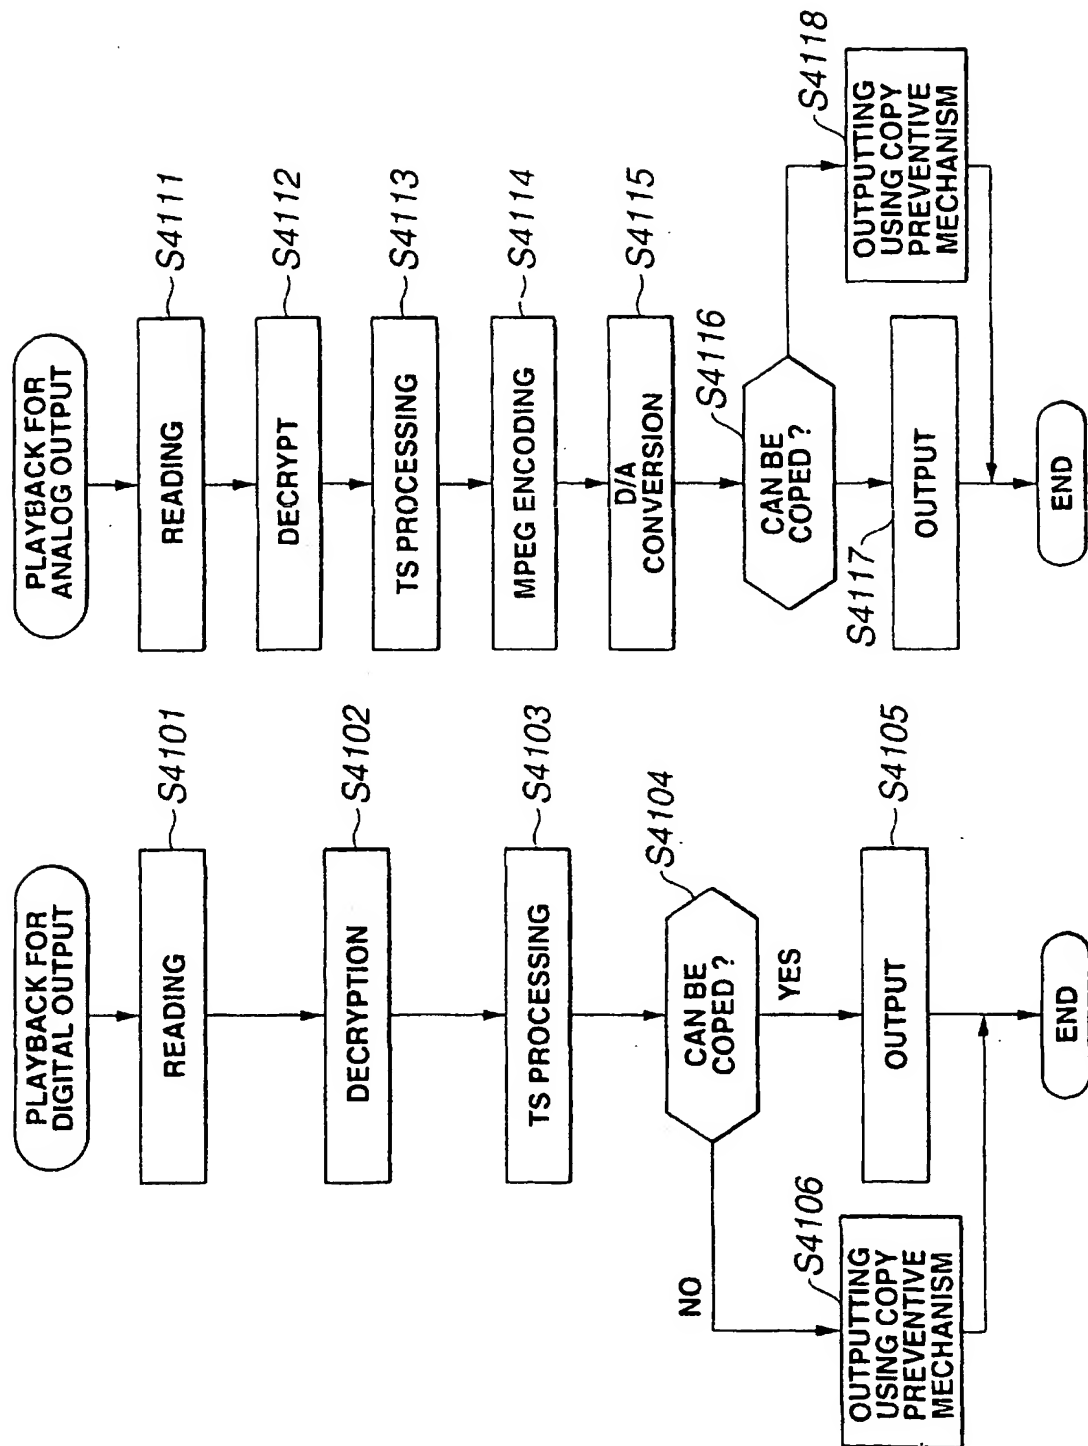 PLAYBACK FOR
DIGITAL OUTPUT
READING
S4101
DECRYPTION
S4102
TS PROCESSING
S4103
CAN BE
COPED ?
S4104
YES
NO
OUTPUT
S4105
OUTPUTTING
USING COPY
PREVENTIVE
MECHANISM
S4106
END
PLAYBACK FOR
ANALOG OUTPUT
READING
S4111
DECRYPT
S4112
TS PROCESSING
S4113
MPEG ENCODING
S4114
D/A
CONVERSION
S4115
CAN BE
COPED ?
S4116
OUTPUT
S4117
OUTPUTTING
USING COPY
PREVENTIVE
MECHANISM
S4118
END